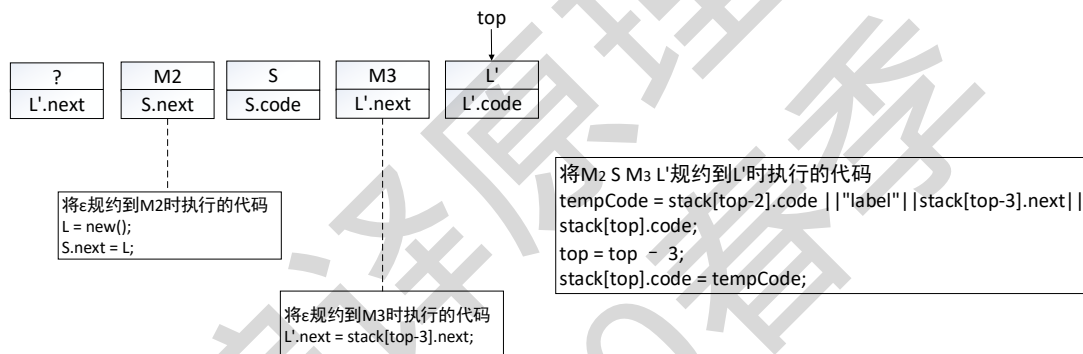 top
? M2 S M3 L'
L'.next S.next S.code L'.next L'.code
将ε规约到M2时执行的代码
L = new();
S.next = L;
将M2 S M3 L'规约到L'时执行的代码
tempCode = stack[top-2].code ||"label"||stack[top-3].next||
stack[top].code;
top = top – 3;
stack[top].code = tempCode;
将ε规约到M3时执行的代码
L'.next = stack[top-3].next;